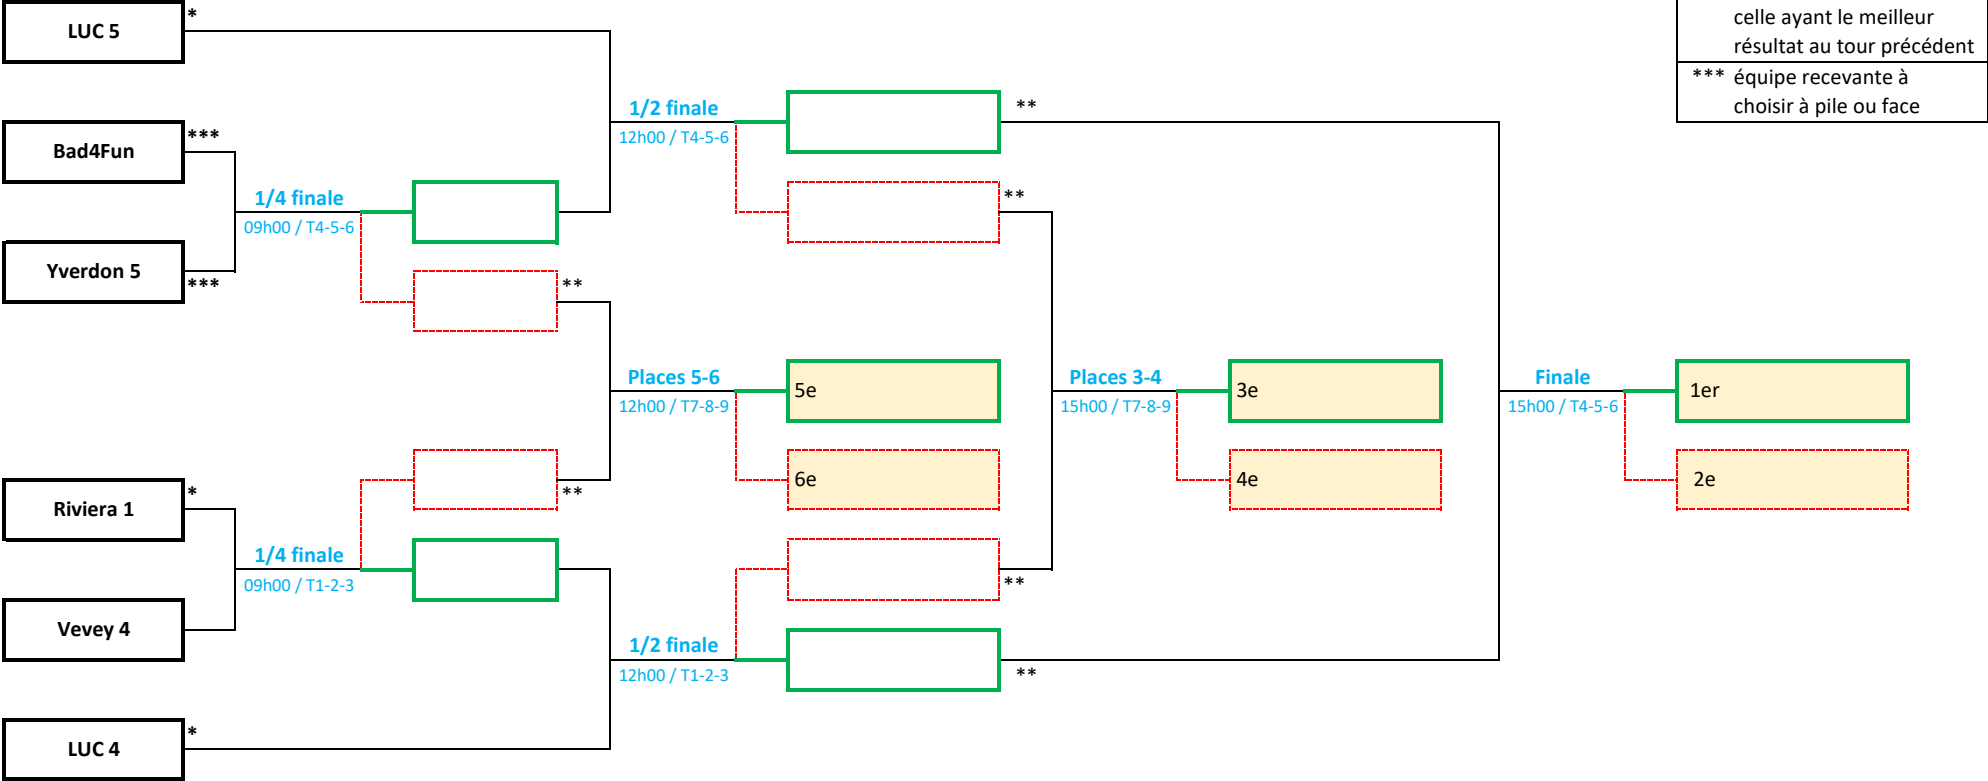 LUC 5
*
Bad4Fun
***
Yverdon 5
***
Riviera 1
*
Vevey 4
LUC 4
*
1/4 finale
09h00 / T4-5-6
1/4 finale
09h00 / T1-2-3
**
**
1/2 finale
12h00 / T4-5-6
Places 5-6
12h00 / T7-8-9
1/2 finale
12h00 / T1-2-3
5e
6e
**
**
**
**
Places 3-4
15h00 / T7-8-9
3e
4e
Finale
15h00 / T4-5-6
1er
2e
celle ayant le meilleur
résultat au tour précédent
*** équipe recevante à
choisir à pile ou face